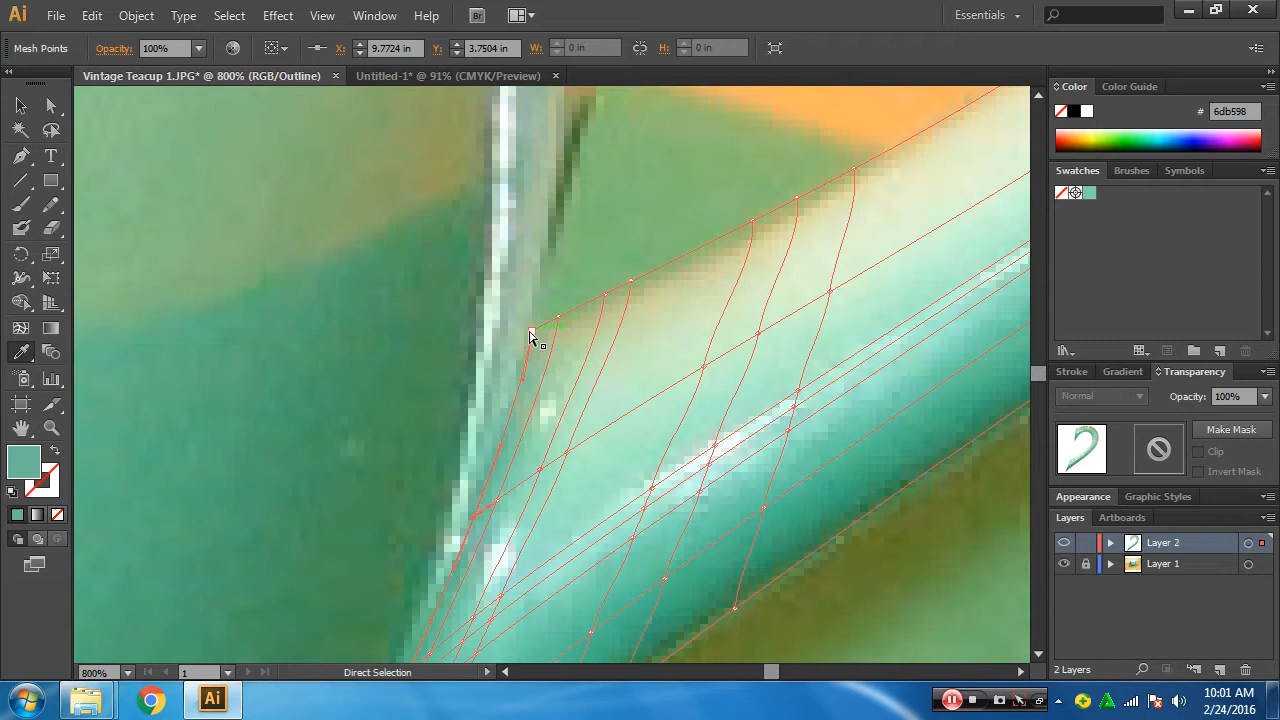 Ai File Edit Object Type Select Effect View Window Help Br Essentials
Mesh Points Opacity: 100% X: 9.7724 in Y: 3.7504 in W: 0 in H: 0 in
Vintage Teacup 1.JPG* @ 800% (RGB/Outline) × Untitled-1* @ 91% (CMYK/Preview) ×
Color Color Guide
# 6db598
Swatches Brushes Symbols
T
Stroke Gradient Transparency
Normal Opacity: 100%
Make Mask
Clip
Invert Mask
Appearance Graphic Styles
Layers Artboards
Layer 2
Layer 1
2 Layers
800% 1 Direct Selection
Ai
10:01 AM
2/24/2016